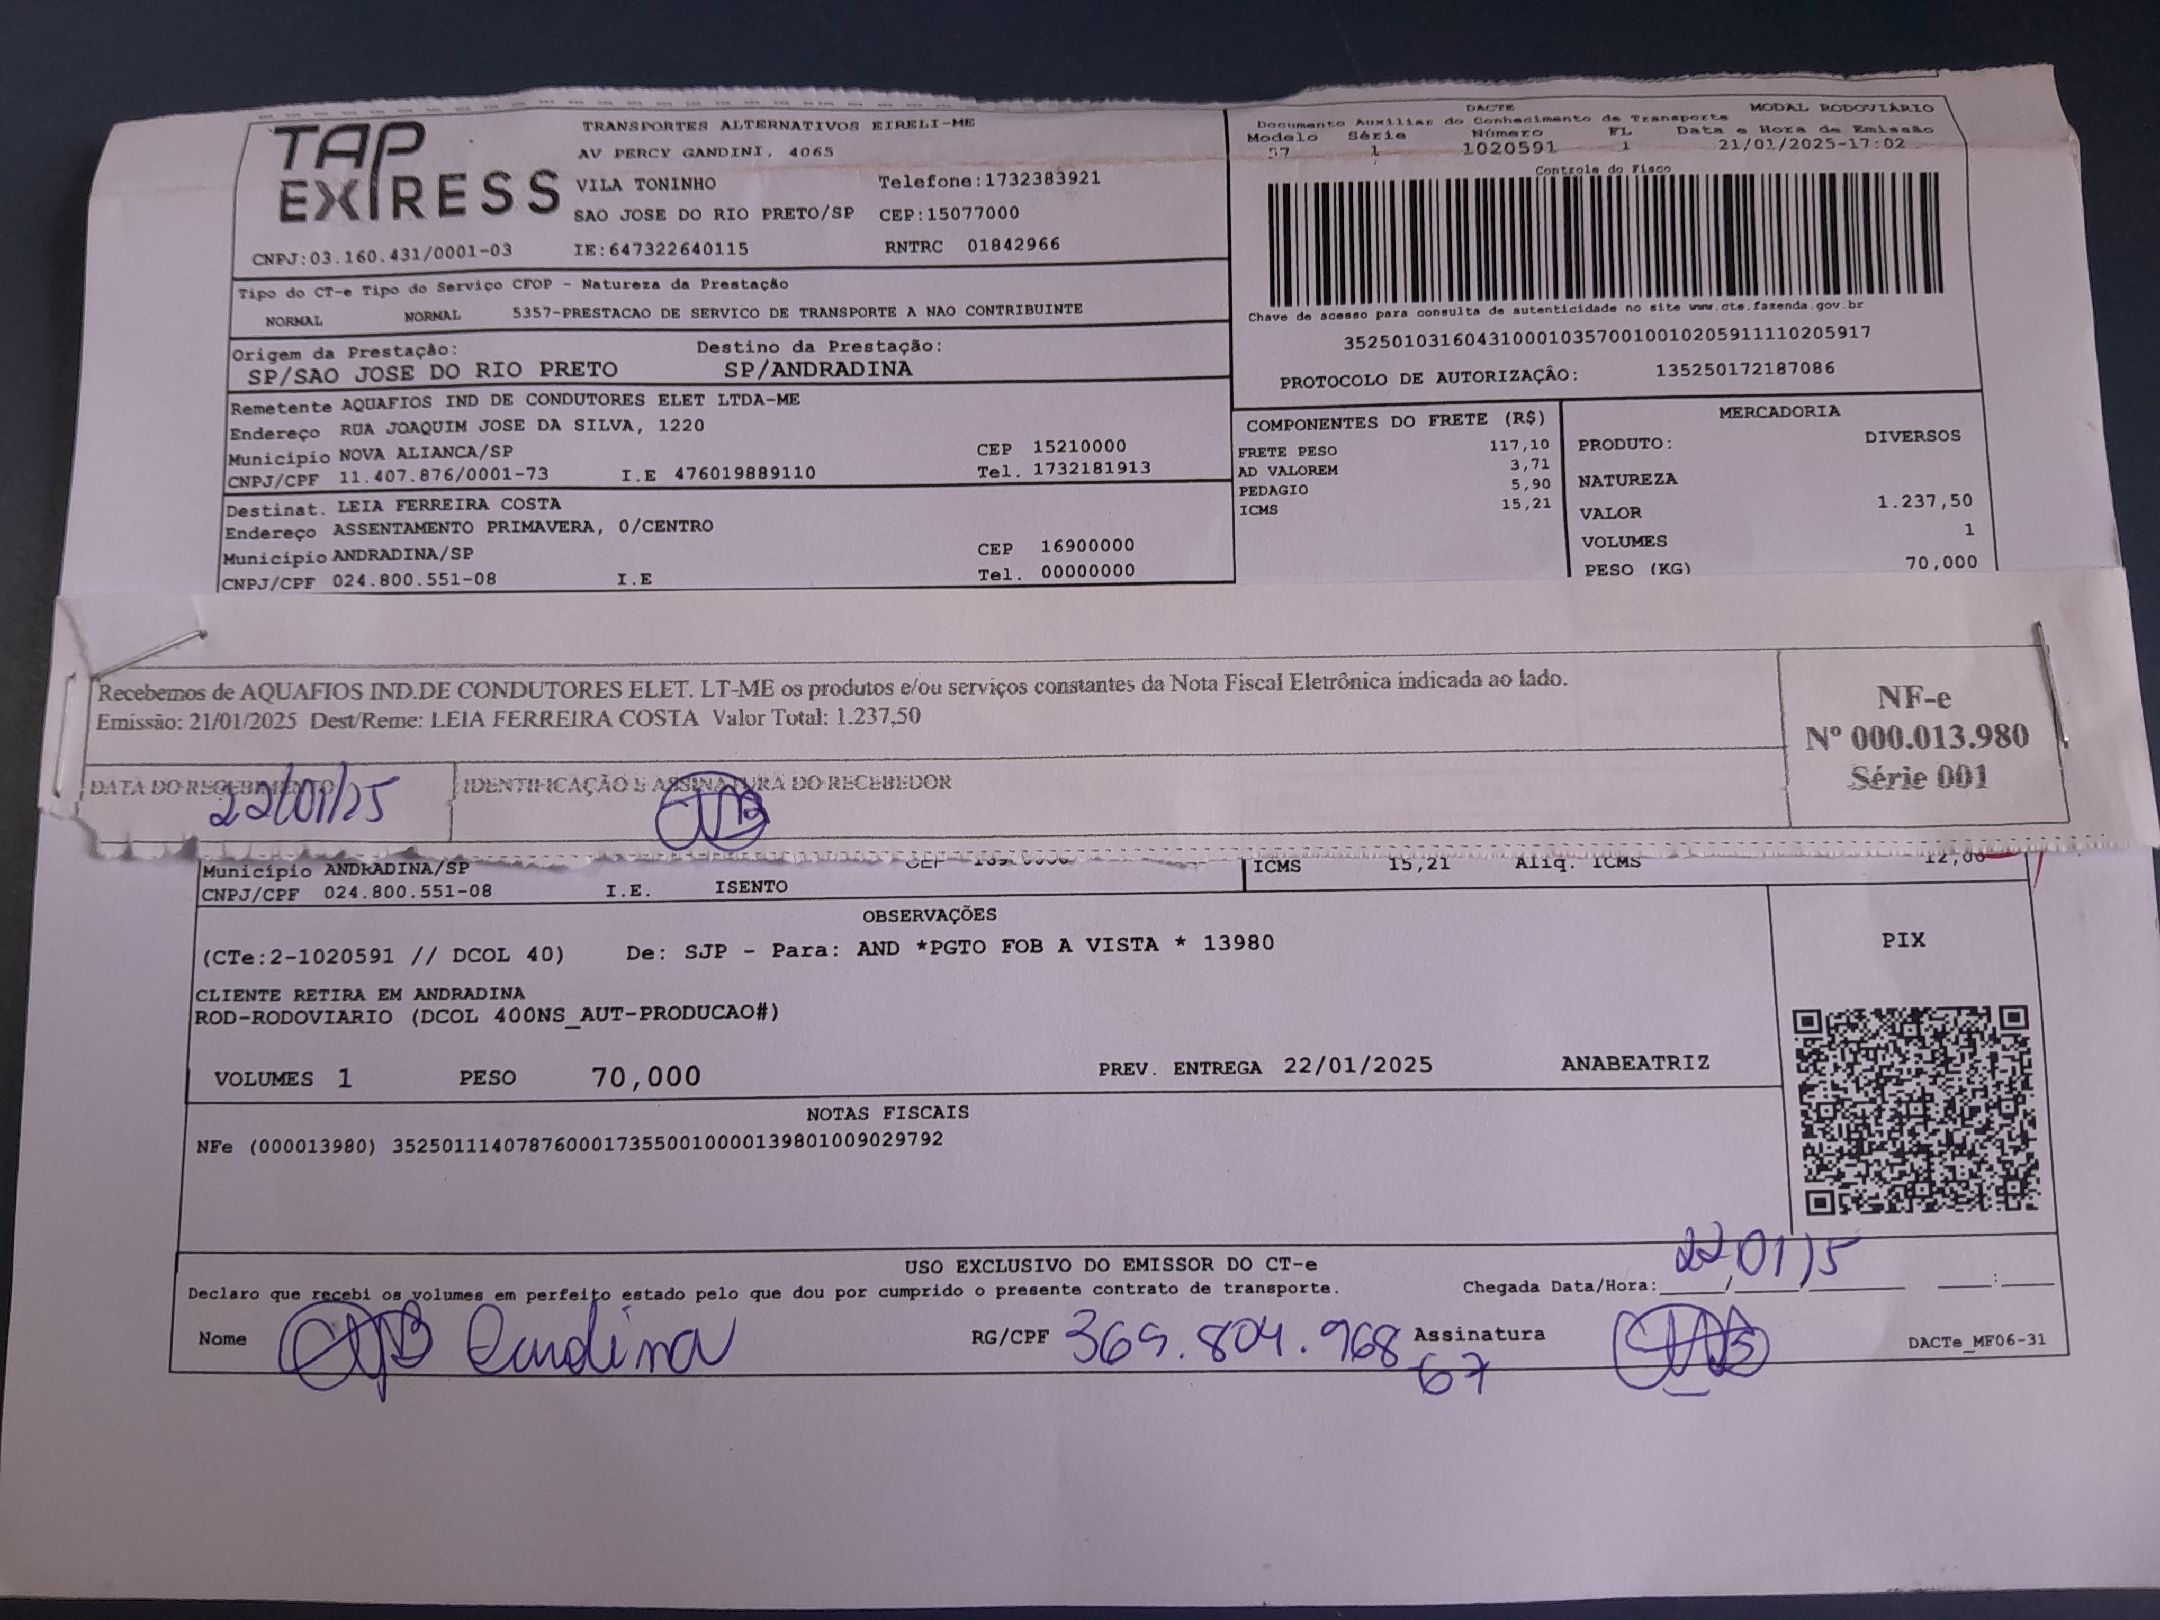 TAP EXPRESS
TRANSPORTES ALTERNATIVOS EIRELI-ME
AV PERCY GANDINI, 4065
VILA TONINHO Telefone:1732383921
SAO JOSE DO RIO PRETO/SP CEP:15077000
CNPJ:03.160.431/0001-03 IE:647322640115 RNTRC 01842966
DACTE MODAL RODOVIÁRIO
Documento Auxiliar do Conhecimento de Transporte
Modelo Série Número FL Data e Hora de Emissão
57 1 1020591 1 21/01/2025-17:02
Controle do Fisco
Chave de acesso para consulta de autenticidade no site www.cte.fazenda.gov.br
35250103160431000103570010010205911110205917
PROTOCOLO DE AUTORIZAÇÃO: 135250172187086
Tipo do CT-e Tipo do Serviço CFOP - Natureza da Prestação
NORMAL NORMAL 5357-PRESTACAO DE SERVICO DE TRANSPORTE A NAO CONTRIBUINTE
Origem da Prestação: Destino da Prestação:
SP/SAO JOSE DO RIO PRETO SP/ANDRADINA
Remetente AQUAFIOS IND DE CONDUTORES ELET LTDA-ME
Endereço RUA JOAQUIM JOSE DA SILVA, 1220
Município NOVA ALIANCA/SP CEP 15210000
CNPJ/CPF 11.407.876/0001-73 I.E 476019889110 Tel. 1732181913
Destinat. LEIA FERREIRA COSTA
Endereço ASSENTAMENTO PRIMAVERA, 0/CENTRO
Município ANDRADINA/SP CEP 16900000
CNPJ/CPF 024.800.551-08 I.E Tel. 00000000
COMPONENTES DO FRETE (R$)
FRETE PESO 117,10
AD VALOREM 3,71
PEDAGIO 5,90
ICMS 15,21
MERCADORIA
PRODUTO: DIVERSOS
NATUREZA
VALOR 1.237,50
VOLUMES 1
PESO (KG) 70,000
Recebemos de AQUAFIOS IND.DE CONDUTORES ELET. LT-ME os produtos e/ou serviços constantes da Nota Fiscal Eletrônica indicada ao lado.
Emissão: 21/01/2025 Dest/Reme: LEIA FERREIRA COSTA Valor Total: 1.237,50
NF-e
Nº 000.013.980
Série 001
DATA DO RECEBIMENTO IDENTIFICAÇÃO E ASSINATURA DO RECEBEDOR
22/01/25
Município ANDRADINA/SP CEP
CNPJ/CPF 024.800.551-08 I.E. ISENTO
ICMS 15,21 Aliq. ICMS 12,00
OBSERVAÇÕES
(CTe:2-1020591 // DCOL 40) De: SJP - Para: AND *PGTO FOB A VISTA * 13980
CLIENTE RETIRA EM ANDRADINA
ROD-RODOVIARIO (DCOL 400NS_AUT-PRODUCAO#)
PIX
VOLUMES 1 PESO 70,000 PREV. ENTREGA 22/01/2025 ANABEATRIZ
NOTAS FISCAIS
NFe (000013980) 35250111407876000173550010000139801009029792
USO EXCLUSIVO DO EMISSOR DO CT-e
Declaro que recebi os volumes em perfeito estado pelo que dou por cumprido o presente contrato de transporte. Chegada Data/Hora: 22/01/5
Nome RG/CPF 369.804.968 67 Assinatura DACTe_MF06-31